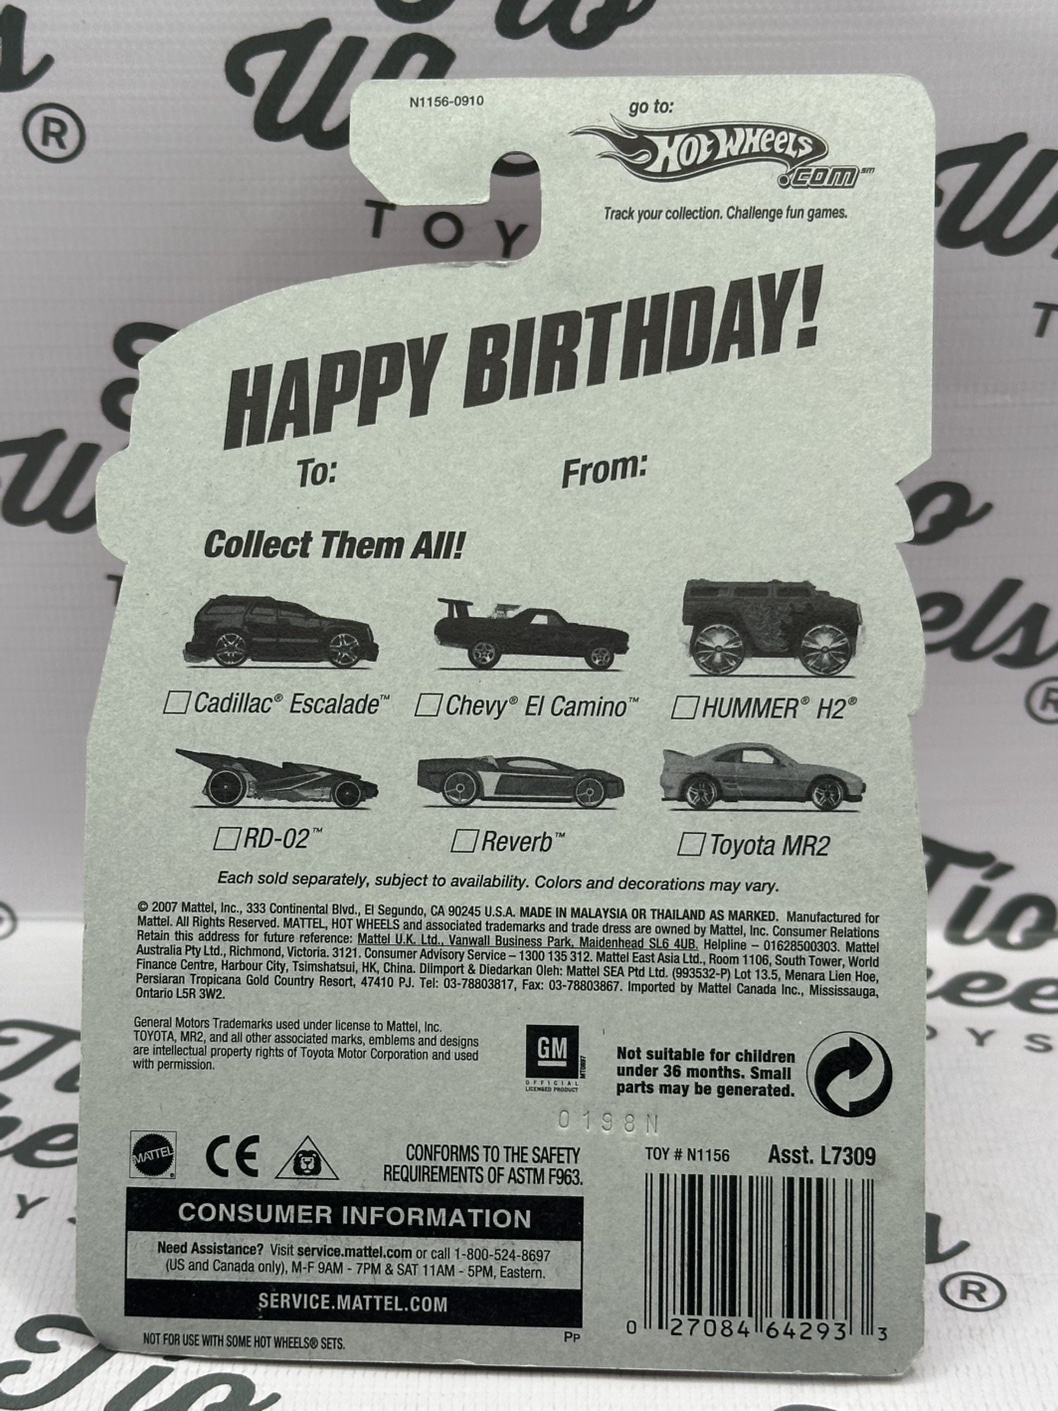 N1156-0910
go to:
HOT WHEELS
.COM℠
Track your collection. Challenge fun games.
TOY
HAPPY BIRTHDAY!
To: From:
Collect Them All!
Cadillac® Escalade™ Chevy® El Camino™ HUMMER® H2®
RD-02™ Reverb™ Toyota MR2
Each sold separately, subject to availability. Colors and decorations may vary.
© 2007 Mattel, Inc., 333 Continental Blvd., El Segundo, CA 90245 U.S.A. MADE IN MALAYSIA OR THAILAND AS MARKED. Manufactured for
Mattel. All Rights Reserved. MATTEL, HOT WHEELS and associated trademarks and trade dress are owned by Mattel, Inc. Consumer Relations
Retain this address for future reference: Mattel U.K. Ltd., Vanwall Business Park, Maidenhead SL6 4UB. Helpline – 01628500303. Mattel
Australia Pty Ltd., Richmond, Victoria. 3121. Consumer Advisory Service – 1300 135 312. Mattel East Asia Ltd., Room 1106, South Tower, World
Finance Centre, Harbour City, Tsimshatsui, HK, China. Diimport & Diedarkan Oleh: Mattel SEA Ptd Ltd. (993532-P) Lot 13.5, Menara Lien Hoe,
Persiaran Tropicana Gold Country Resort, 47410 PJ. Tel: 03-78803817, Fax: 03-78803867. Imported by Mattel Canada Inc., Mississauga,
Ontario L5R 3W2.
General Motors Trademarks used under license to Mattel, Inc.
TOYOTA, MR2, and all other associated marks, emblems and designs
are intellectual property rights of Toyota Motor Corporation and used
with permission.
GM
OFFICIAL
LICENSED PRODUCT
Not suitable for children
under 36 months. Small
parts may be generated.
0198N
MATTEL
CE
CONFORMS TO THE SAFETY
REQUIREMENTS OF ASTM F963.
TOY # N1156 Asst. L7309
CONSUMER INFORMATION
Need Assistance? Visit service.mattel.com or call 1-800-524-8697
(US and Canada only), M-F 9AM - 7PM & SAT 11AM - 5PM, Eastern.
SERVICE.MATTEL.COM
NOT FOR USE WITH SOME HOT WHEELS® SETS.
Pp
0 27084 64293 3